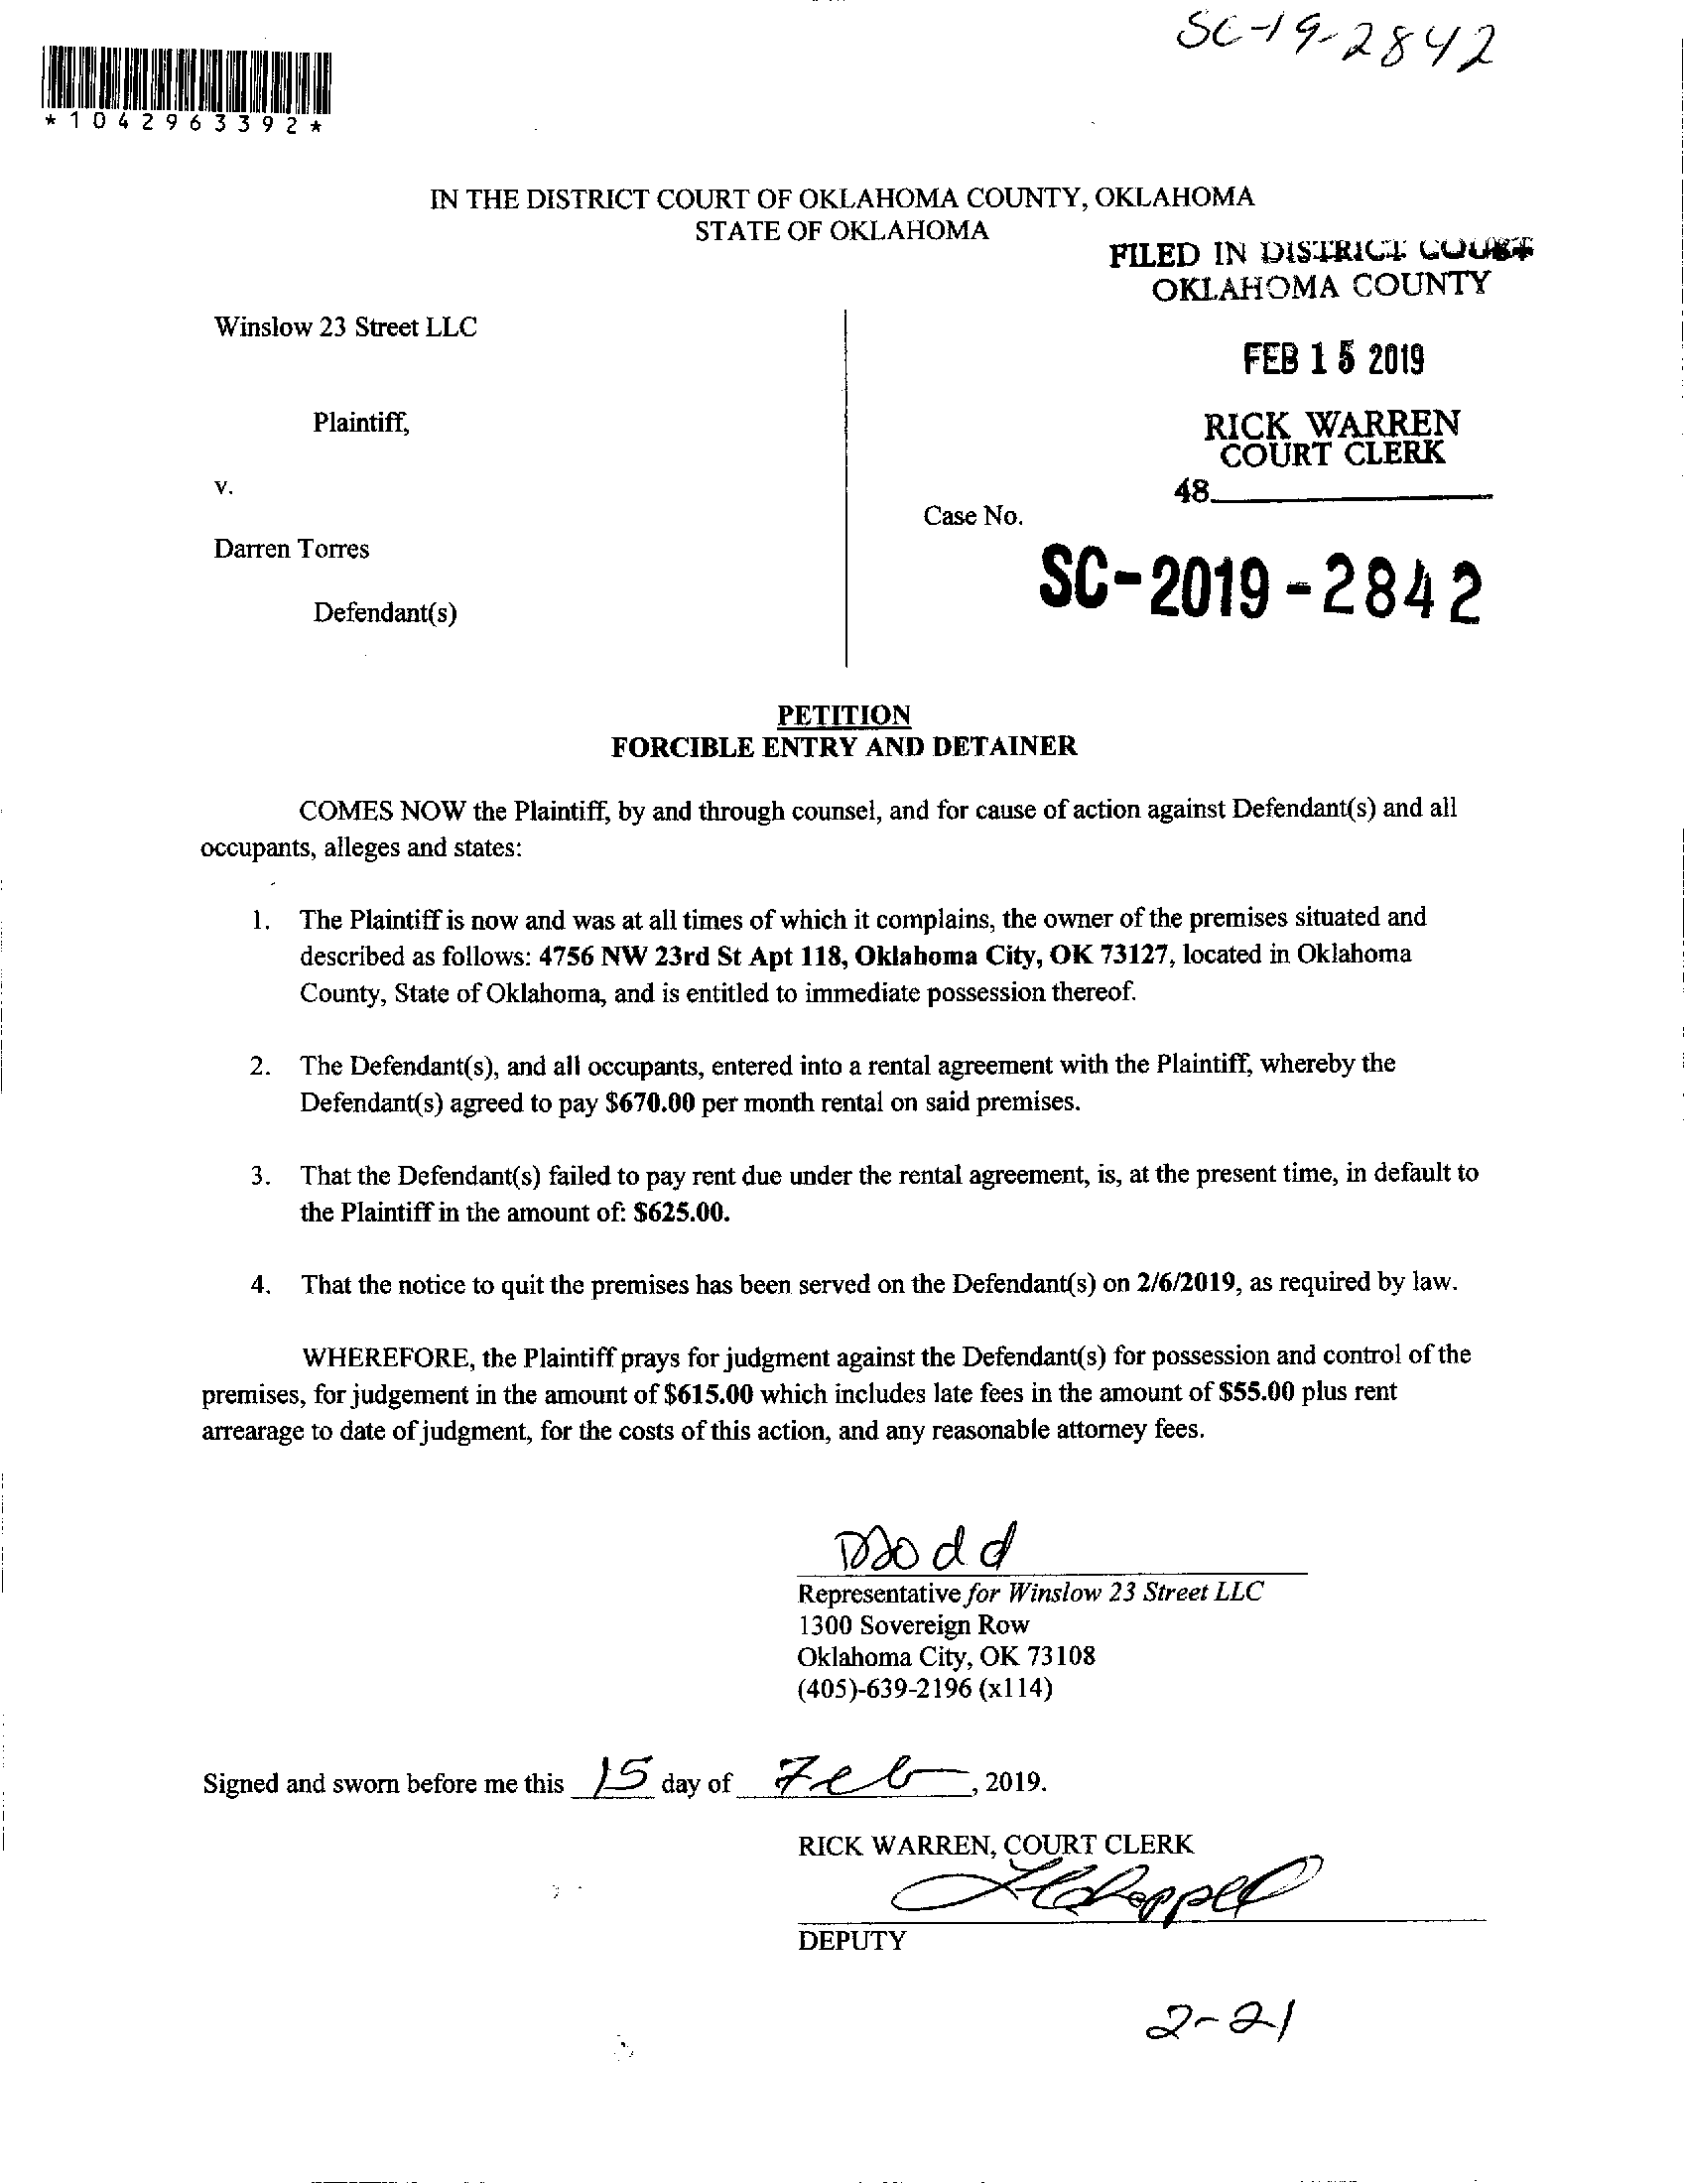 SC-19-2842
*1042963392*
IN THE DISTRICT COURT OF OKLAHOMA COUNTY, OKLAHOMA
STATE OF OKLAHOMA
FILED IN DISTRICT COURT
OKLAHOMA COUNTY
FEB 15 2019
RICK WARREN
COURT CLERK
48
Winslow 23 Street LLC
Plaintiff,
v.
Darren Torres
Defendant(s)
Case No.
SC-2019-2842
PETITION
FORCIBLE ENTRY AND DETAINER
COMES NOW the Plaintiff, by and through counsel, and for cause of action against Defendant(s) and all
occupants, alleges and states:
1. The Plaintiff is now and was at all times of which it complains, the owner of the premises situated and
described as follows: 4756 NW 23rd St Apt 118, Oklahoma City, OK 73127, located in Oklahoma
County, State of Oklahoma, and is entitled to immediate possession thereof.
2. The Defendant(s), and all occupants, entered into a rental agreement with the Plaintiff, whereby the
Defendant(s) agreed to pay $670.00 per month rental on said premises.
3. That the Defendant(s) failed to pay rent due under the rental agreement, is, at the present time, in default to
the Plaintiff in the amount of: $625.00.
4. That the notice to quit the premises has been served on the Defendant(s) on 2/6/2019, as required by law.
WHEREFORE, the Plaintiff prays for judgment against the Defendant(s) for possession and control of the
premises, for judgement in the amount of $615.00 which includes late fees in the amount of $55.00 plus rent
arrearage to date of judgment, for the costs of this action, and any reasonable attorney fees.
Representative for Winslow 23 Street LLC
1300 Sovereign Row
Oklahoma City, OK 73108
(405)-639-2196 (x114)
Signed and sworn before me this 15 day of Feb, 2019.
RICK WARREN, COURT CLERK
DEPUTY
2-21